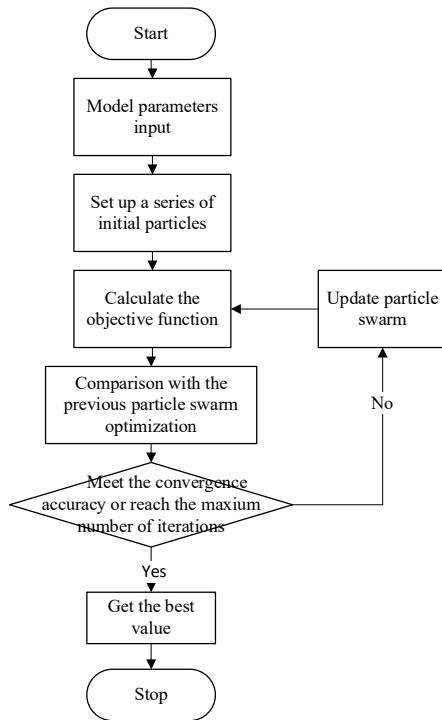 Start
Model parameters
input
Set up a series of
initial particles
Calculate the
objective function
Update particle
swarm
Comparison with the
previous particle swarm
optimization
No
Meet the convergence
accuracy or reach the maxium
number of iterations
Yes
Get the best
value
Stop